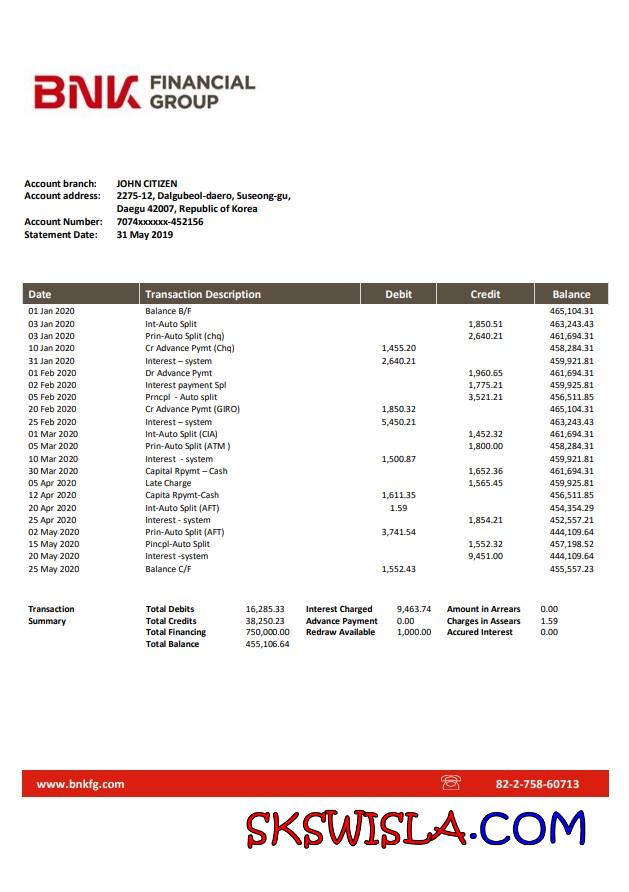 BNK FINANCIAL
GROUP
Account branch: JOHN CITIZEN
Account address: 2275-12, Dalgubeol-daero, Suseong-gu,
Daegu 42007, Republic of Korea
Account Number: 7074xxxxxx-452156
Statement Date: 31 May 2019
Date Transaction Description Debit Credit Balance
01 Jan 2020 Balance B/F 465,104.31
03 Jan 2020 Int-Auto Split 1,850.51 463,243.43
03 Jan 2020 Prin-Auto Split (chq) 2,640.21 461,694.31
10 Jan 2020 Cr Advance Pymt (Chq) 1,455.20 458,284.31
31 Jan 2020 Interest – system 2,640.21 459,921.81
01 Feb 2020 Dr Advance Pymt 1,960.65 461,694.31
02 Feb 2020 Interest payment Spl 1,775.21 459,925.81
05 Feb 2020 Prncpl - Auto split 3,521.21 456,511.85
20 Feb 2020 Cr Advance Pymt (GIRO) 1,850.32 465,104.31
25 Feb 2020 Interest – system 5,450.21 463,243.43
01 Mar 2020 Int-Auto Split (CIA) 1,452.32 461,694.31
05 Mar 2020 Prin-Auto Split (ATM ) 1,800.00 458,284.31
10 Mar 2020 Interest - system 1,500.87 459,921.81
30 Mar 2020 Capital Rpymt – Cash 1,652.36 461,694.31
05 Apr 2020 Late Charge 1,565.45 459,925.81
12 Apr 2020 Capita Rpymt-Cash 1,611.35 456,511.85
20 Apr 2020 Int-Auto Split (AFT) 1.59 454,354.29
25 Apr 2020 Interest - system 1,854.21 452,557.21
02 May 2020 Prin-Auto Split (AFT) 3,741.54 444,109.64
15 May 2020 Pincpl-Auto Split 1,552.32 457,198.52
20 May 2020 Interest -system 9,451.00 444,109.64
25 May 2020 Balance C/F 1,552.43 455,557.23
Transaction Total Debits 16,285.33 Interest Charged 9,463.74 Amount in Arrears 0.00
Summary Total Credits 38,250.23 Advance Payment 0.00 Charges in Assears 1.59
Total Financing 750,000.00 Redraw Available 1,000.00 Accured Interest 0.00
Total Balance 455,106.64
www.bnkfg.com 82-2-758-60713
SKSWISLA.COM